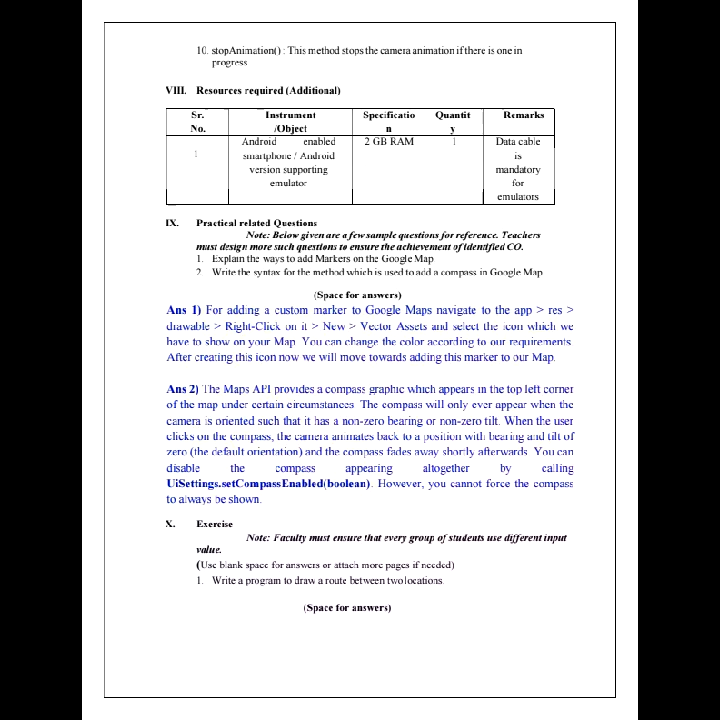 10. stopAnimation() : This method stops the camera animation if there is one in
progress
VIII. Resources required (Additional)
Sr. No. Instrument /Object Specificatio n Quantit y Remarks
1 Android enabled smartphone / Android version supporting emulator 2 GB RAM 1 Data cable is mandatory for emulators
IX. Practical related Questions
Note: Below given are a few sample questions for reference. Teachers
must design more such questions to ensure the achievement of identified CO.
1. Explain the ways to add Markers on the Google Map
2. Write the syntax for the method which is used to add a compass in Google Map
(Space for answers)
Ans 1) For adding a custom marker to Google Maps navigate to the app > res >
drawable > Right-Click on it > New > Vector Assets and select the icon which we
have to show on your Map. You can change the color according to our requirements.
After creating this icon now we will move towards adding this marker to our Map.
Ans 2) The Maps API provides a compass graphic which appears in the top left corner
of the map under certain circumstances. The compass will only ever appear when the
camera is oriented such that it has a non-zero bearing or non-zero tilt. When the user
clicks on the compass, the camera animates back to a position with bearing and tilt of
zero (the default orientation) and the compass fades away shortly afterwards. You can
disable the compass appearing altogether by calling
UiSettings.setCompassEnabled(boolean). However, you cannot force the compass
to always be shown.
X. Exercise
Note: Faculty must ensure that every group of students use different input
value.
(Use blank space for answers or attach more pages if needed)
1. Write a program to draw a route between two locations.
(Space for answers)